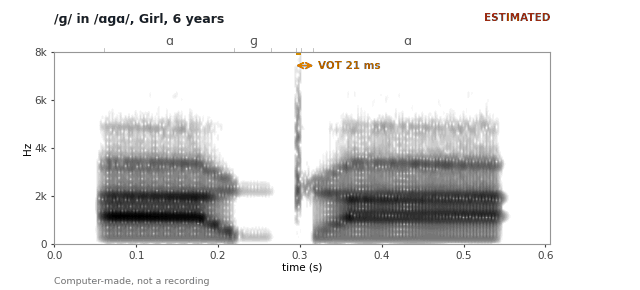 /ɡ/ in /ɑɡɑ/, Girl, 6 years
ESTIMATED
ɑ ɡ ɑ
8k
VOT 21 ms
6k
4k
2k
0
Hz
0.0 0.1 0.2 0.3 0.4 0.5 0.6
time (s)
Computer-made, not a recording